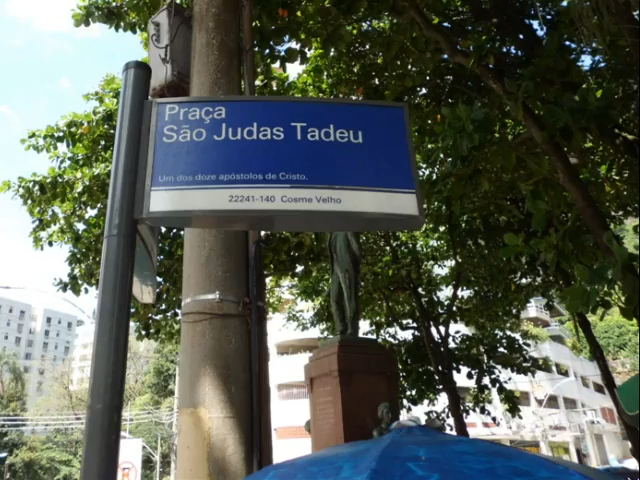 Praça
São Judas Tadeu
Um dos doze apóstolos de Cristo.
22241-140 Cosme Velho